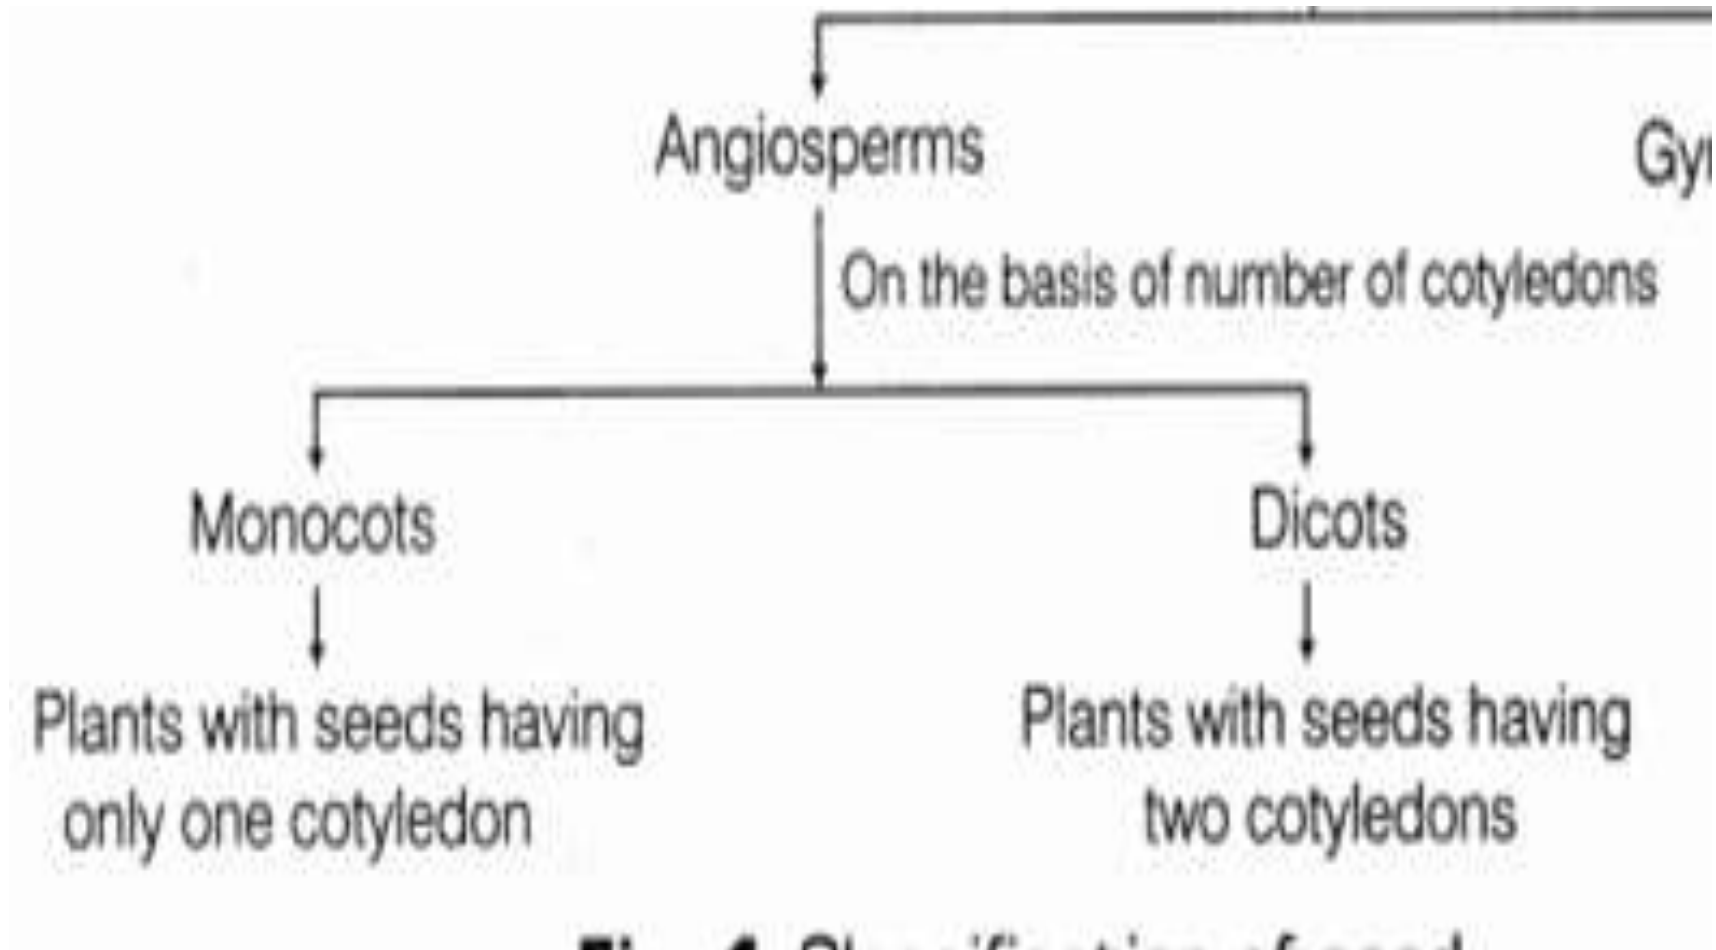 Angiosperms
Gy
On the basis of number of cotyledons
Monocots
Dicots
Plants with seeds having
only one cotyledon
Plants with seeds having
two cotyledons